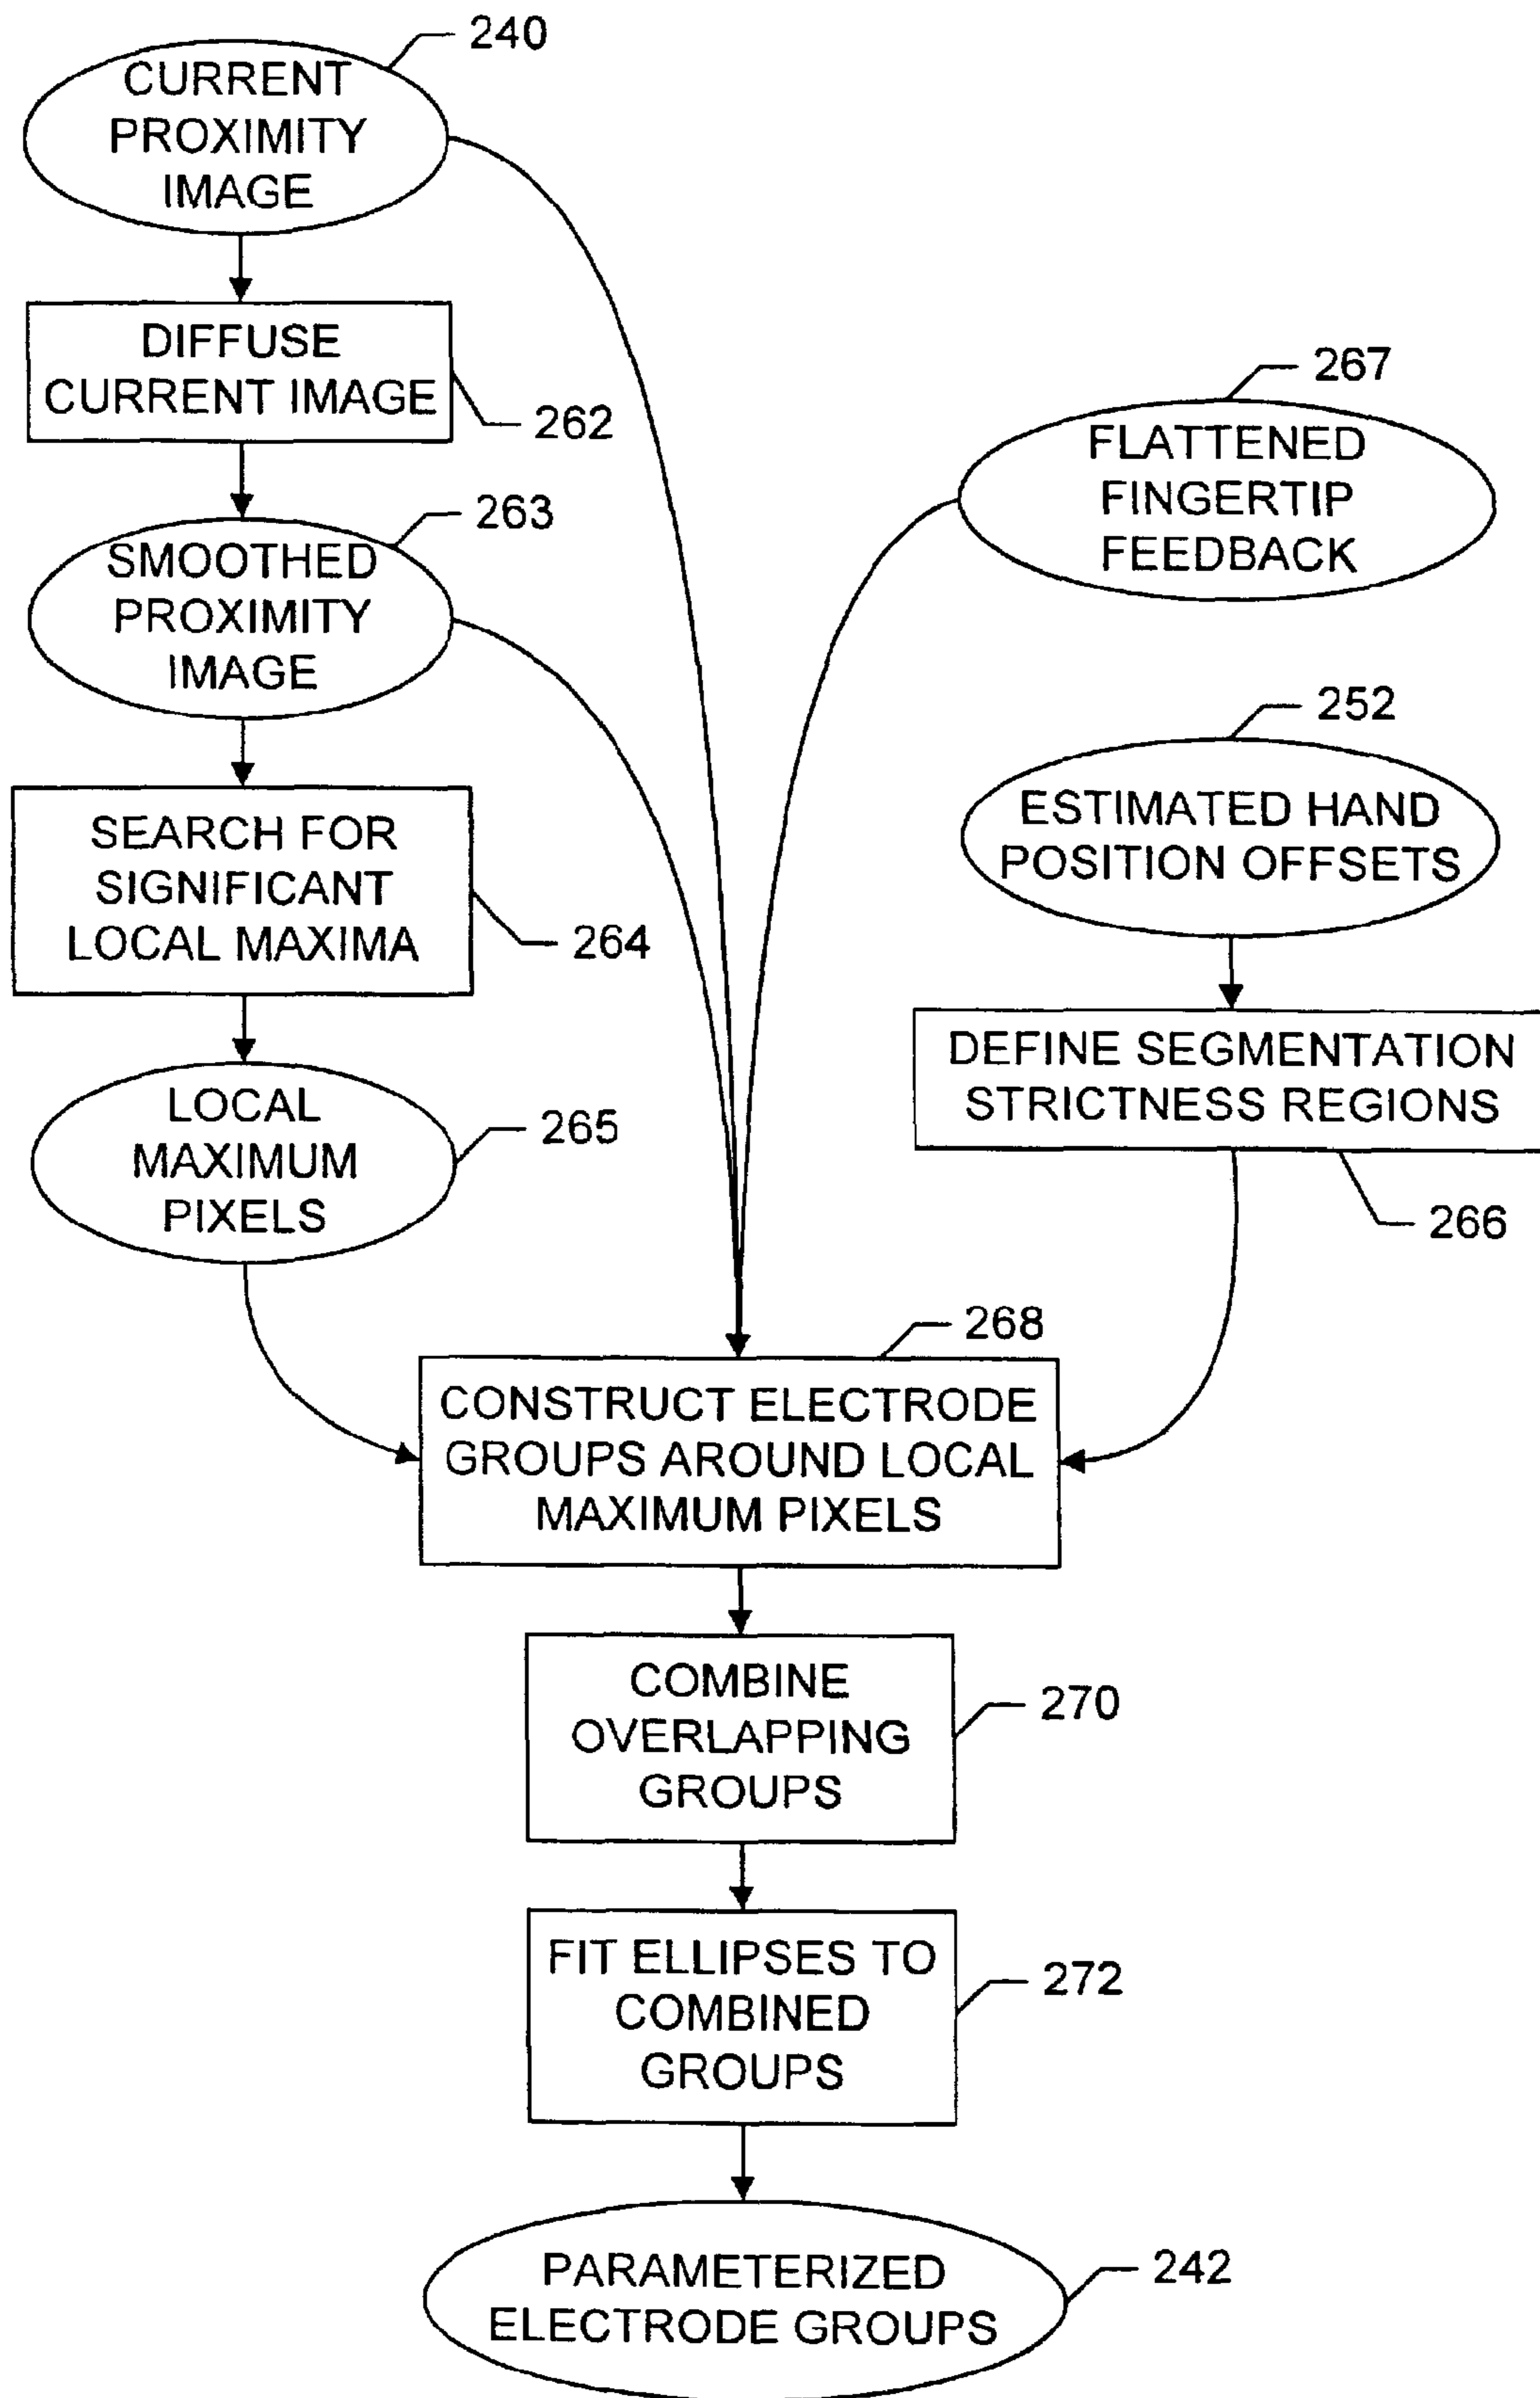 240
CURRENT
PROXIMITY
IMAGE
DIFFUSE
CURRENT IMAGE
262
263
SMOOTHED
PROXIMITY
IMAGE
SEARCH FOR
SIGNIFICANT
LOCAL MAXIMA
264
LOCAL
MAXIMUM
PIXELS
265
267
FLATTENED
FINGERTIP
FEEDBACK
252
ESTIMATED HAND
POSITION OFFSETS
DEFINE SEGMENTATION
STRICTNESS REGIONS
266
268
CONSTRUCT ELECTRODE
GROUPS AROUND LOCAL
MAXIMUM PIXELS
COMBINE
OVERLAPPING
GROUPS
270
FIT ELLIPSES TO
COMBINED
GROUPS
272
PARAMETERIZED
ELECTRODE GROUPS
242